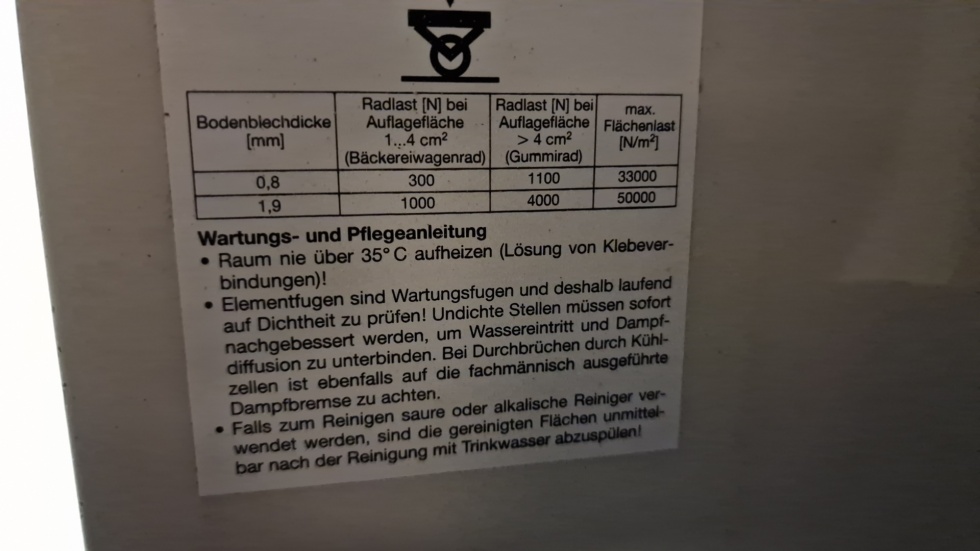 Bodenblechdicke [mm] Radlast [N] bei Auflagefläche 1...4 cm² (Bäckereiwagenrad) Radlast [N] bei Auflagefläche > 4 cm² (Gummirad) max. Flächenlast [N/m²]
0,8 300 1100 33000
1,9 1000 4000 50000
Wartungs- und Pflegeanleitung
• Raum nie über 35° C aufheizen (Lösung von Klebever-
bindungen)!
• Elementfugen sind Wartungsfugen und deshalb laufend
auf Dichtheit zu prüfen! Undichte Stellen müssen sofort
nachgebessert werden, um Wassereintritt und Dampf-
diffusion zu unterbinden. Bei Durchbrüchen durch Kühl-
zellen ist ebenfalls auf die fachmännisch ausgeführte
Dampfbremse zu achten.
• Falls zum Reinigen saure oder alkalische Reiniger ver-
wendet werden, sind die gereinigten Flächen unmittel-
bar nach der Reinigung mit Trinkwasser abzuspülen!